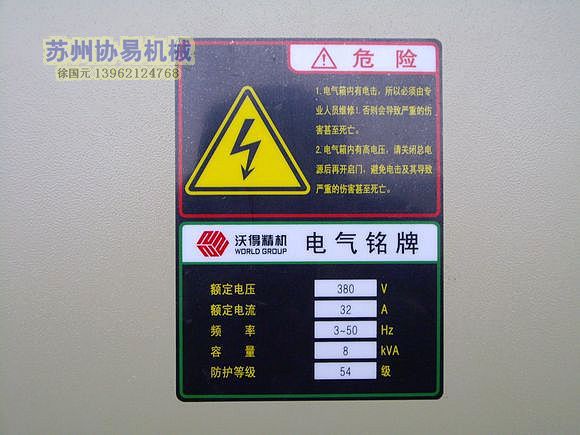 苏州协易机械
徐国元 13962124768
危险
1.电气箱内有电击,所以必须由专
业人员维修!否则会导致严重的伤
害甚至死亡。
2.电气箱内有高电压,请关闭总电
源后再开启门,避免电击及其导致
严重的伤害甚至死亡。
沃得精机
WORLD GROUP
电气铭牌
额定电压 380 V
额定电流 32 A
频率 3~50 Hz
容量 8 kVA
防护等级 54 级